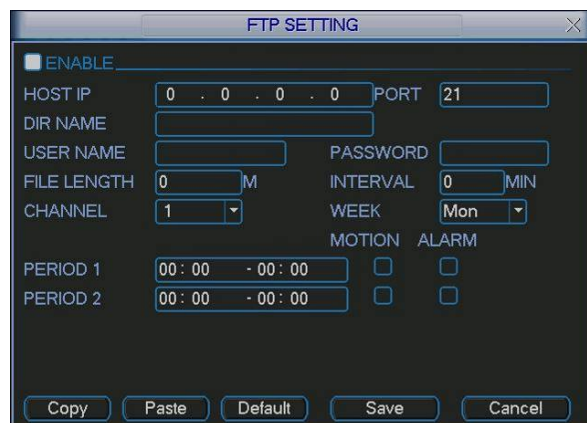 FTP SETTING
ENABLE
HOST IP 0 . 0 . 0 . 0 PORT 21
DIR NAME
USER NAME PASSWORD
FILE LENGTH 0 M INTERVAL 0 MIN
CHANNEL 1 WEEK Mon
MOTION ALARM
PERIOD 1 00 : 00 - 00 : 00
PERIOD 2 00 : 00 - 00 : 00
Copy Paste Default Save Cancel